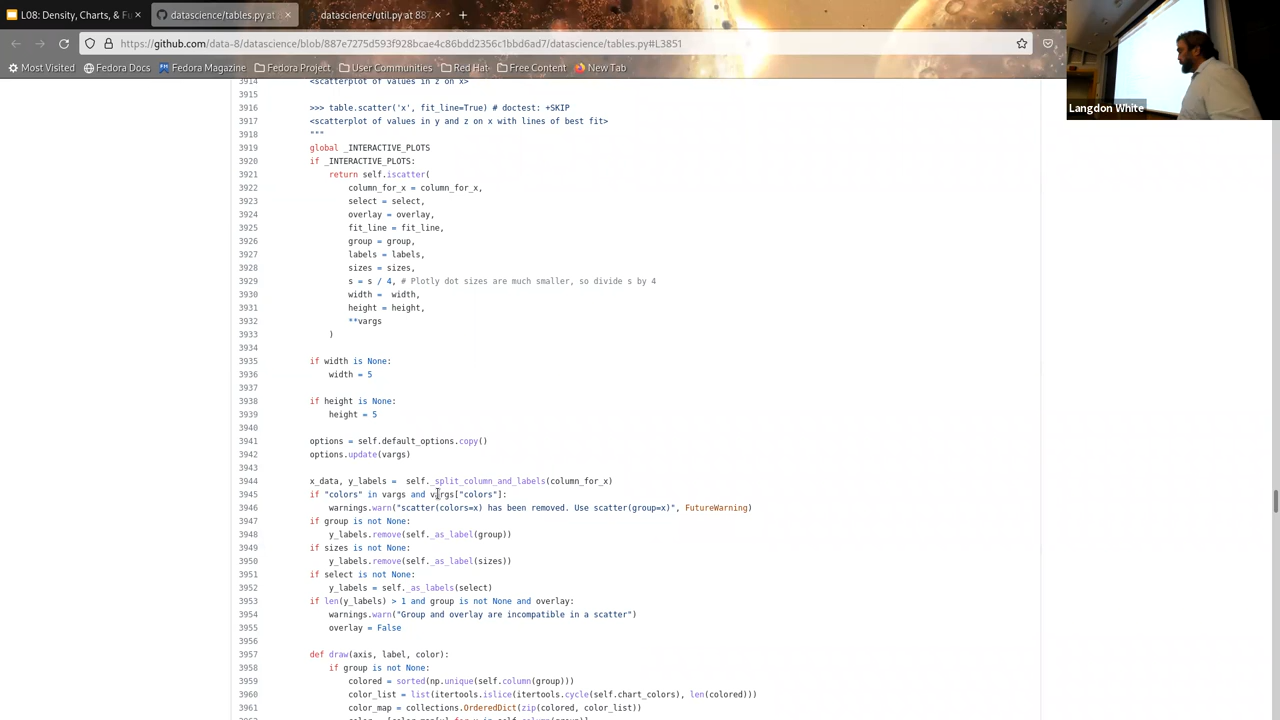 L08: Density, Charts, & Fu
datascience/tables.py at
datascience/util.py at 887
https://github.com/data-8/datascience/blob/887e7275d593f928bcae4c86bdd2356c1bbd6ad7/datascience/tables.py#L3851
Most Visited
Fedora Docs
Fedora Magazine
Fedora Project
User Communities
Red Hat
Free Content
New Tab
Langdon White
3914 <scatterplot of values in z on x>
3915
3916 >>> table.scatter('x', fit_line=True) # doctest: +SKIP
3917 <scatterplot of values in y and z on x with lines of best fit>
3918 """
3919 global _INTERACTIVE_PLOTS
3920 if _INTERACTIVE_PLOTS:
3921 return self.iscatter(
3922 column_for_x = column_for_x,
3923 select = select,
3924 overlay = overlay,
3925 fit_line = fit_line,
3926 group = group,
3927 labels = labels,
3928 sizes = sizes,
3929 s = s / 4, # Plotly dot sizes are much smaller, so divide s by 4
3930 width =  width,
3931 height = height,
3932 **vargs
3933 )
3934
3935 if width is None:
3936 width = 5
3937
3938 if height is None:
3939 height = 5
3940
3941 options = self.default_options.copy()
3942 options.update(vargs)
3943
3944 x_data, y_labels =  self._split_column_and_labels(column_for_x)
3945 if "colors" in vargs and vargs["colors"]:
3946 warnings.warn("scatter(colors=x) has been removed. Use scatter(group=x)", FutureWarning)
3947 if group is not None:
3948 y_labels.remove(self._as_label(group))
3949 if sizes is not None:
3950 y_labels.remove(self._as_label(sizes))
3951 if select is not None:
3952 y_labels = self._as_labels(select)
3953 if len(y_labels) > 1 and group is not None and overlay:
3954 warnings.warn("Group and overlay are incompatible in a scatter")
3955 overlay = False
3956
3957 def draw(axis, label, color):
3958 if group is not None:
3959 colored = sorted(np.unique(self.column(group)))
3960 color_list = list(itertools.islice(itertools.cycle(self.chart_colors), len(colored)))
3961 color_map = collections.OrderedDict(zip(colored, color_list))